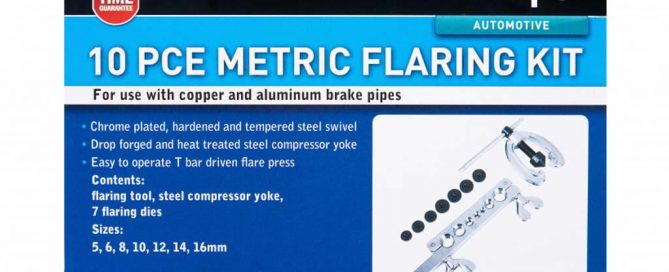 TIME
GUARANTEE
AUTOMOTIVE
10 PCE METRIC FLARING KIT
For use with copper and aluminum brake pipes
• Chrome plated, hardened and tempered steel swivel
• Drop forged and heat treated steel compressor yoke
• Easy to operate T bar driven flare press
Contents:
flaring tool, steel compressor yoke,
7 flaring dies
Sizes:
5, 6, 8, 10, 12, 14, 16mm